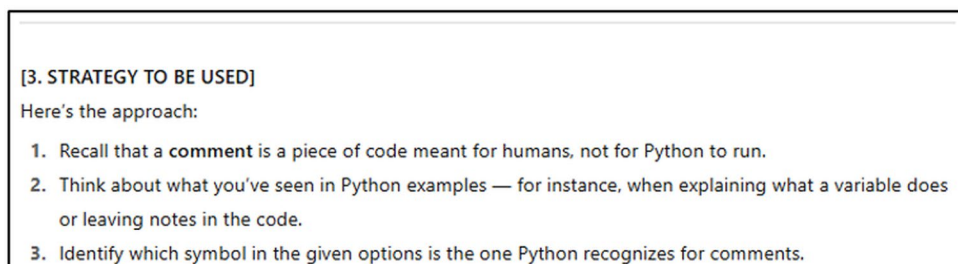 [3. STRATEGY TO BE USED]
Here's the approach:
1. Recall that a comment is a piece of code meant for humans, not for Python to run.
2. Think about what you've seen in Python examples — for instance, when explaining what a variable does
or leaving notes in the code.
3. Identify which symbol in the given options is the one Python recognizes for comments.